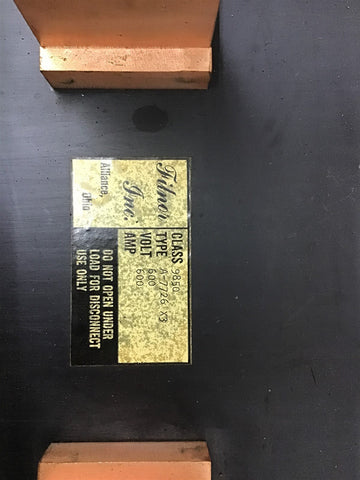 Filnor
Inc.
Alliance,
Ohio
CLASS 9850
TYPE A-7726 X3
VOLT 600
AMP 600
DO NOT OPEN UNDER
LOAD FOR DISCONNECT
USE ONLY